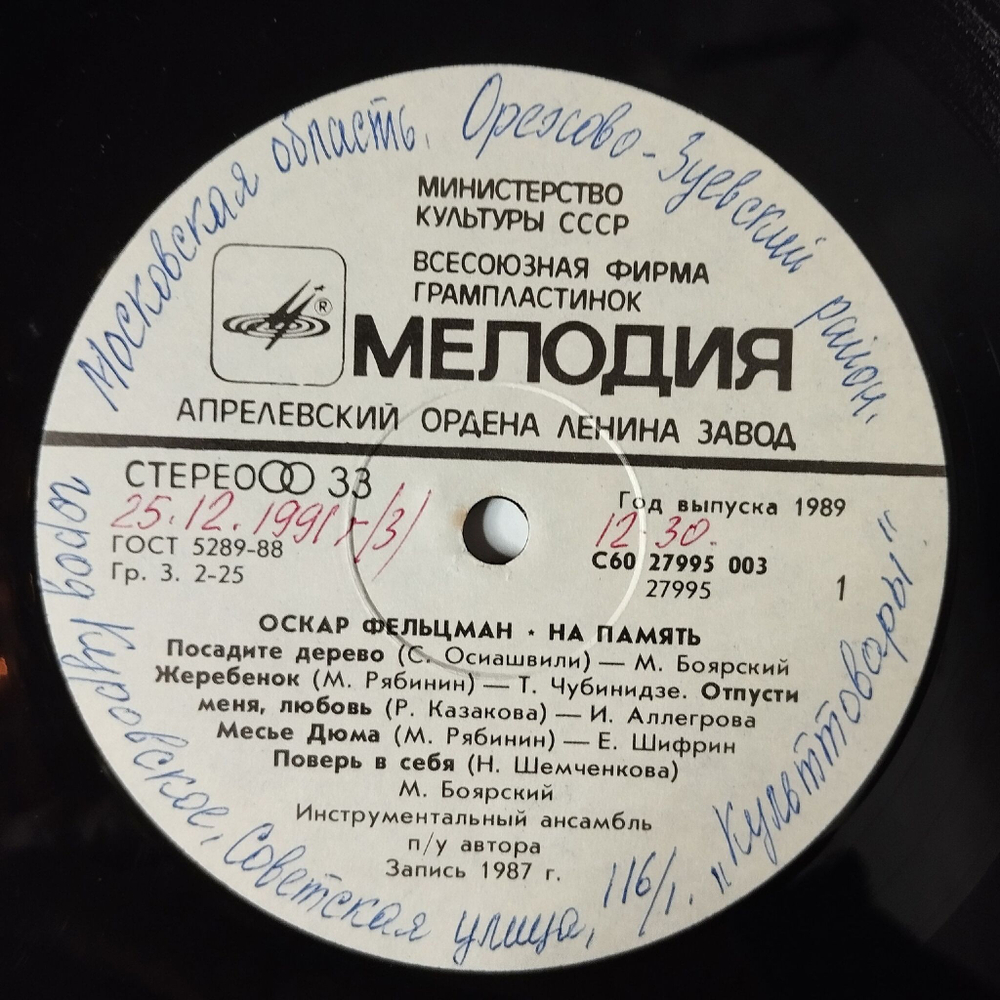 Московская область, Орехово-Зуевский район,
МИНИСТЕРСТВО
КУЛЬТУРЫ СССР
ВСЕСОЮЗНАЯ ФИРМА
ГРАМПЛАСТИНОК
®
МЕЛОДИЯ
АПРЕЛЕВСКИЙ ОРДЕНА ЛЕНИНА ЗАВОД
СТЕРЕО 33
Год выпуска 1989
25.12.1991 г. /3/
12 30.
ГОСТ 5289-88
С60 27995 003
Гр. 3. 2-25
27995
1
ОСКАР ФЕЛЬЦМАН · НА ПАМЯТЬ
Посадите дерево (С. Осиашвили) — М. Боярский
Жеребенок (М. Рябинин) — Т. Чубинидзе. Отпусти
меня, любовь (Р. Казакова) — И. Аллегрова
Месье Дюма (М. Рябинин) — Е. Шифрин
Поверь в себя (Н. Шемченкова)
М. Боярский
Инструментальный ансамбль
п/у автора
Запись 1987 г.
город Куровское, Советская улица, 116/1. „Культтовары"